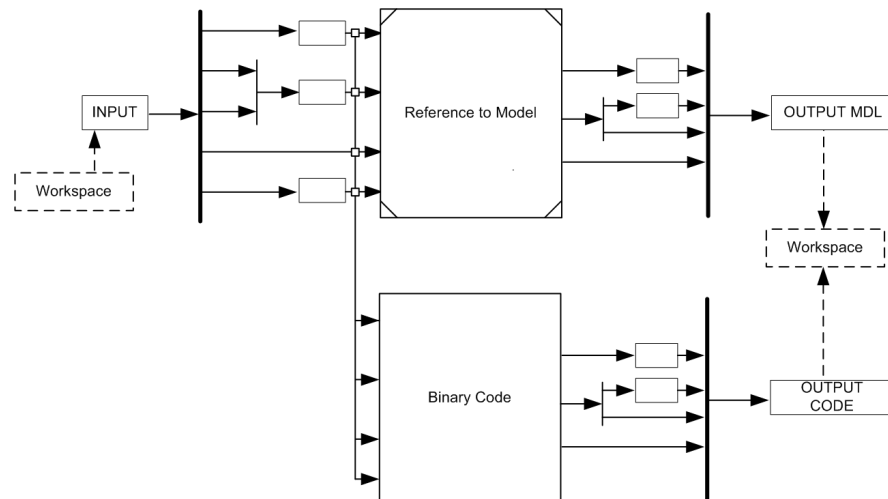 INPUT
Workspace
Reference to Model
OUTPUT MDL
Workspace
Binary Code
OUTPUT
CODE